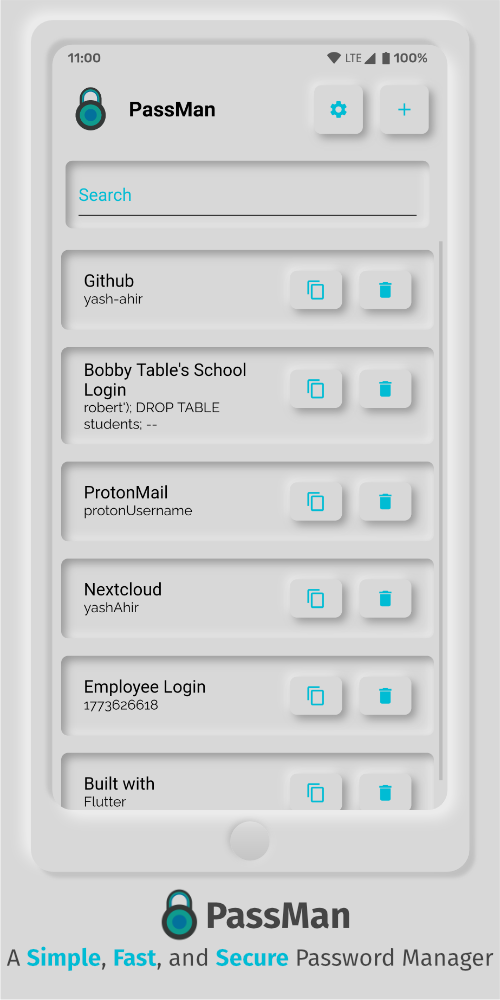 11:00 LTE 100%
PassMan
Search
Github
yash-ahir
Bobby Table's School
Login
robert'); DROP TABLE
students; --
ProtonMail
protonUsername
Nextcloud
yashAhir
Employee Login
1773626618
Built with
Flutter
PassMan
A Simple, Fast, and Secure Password Manager